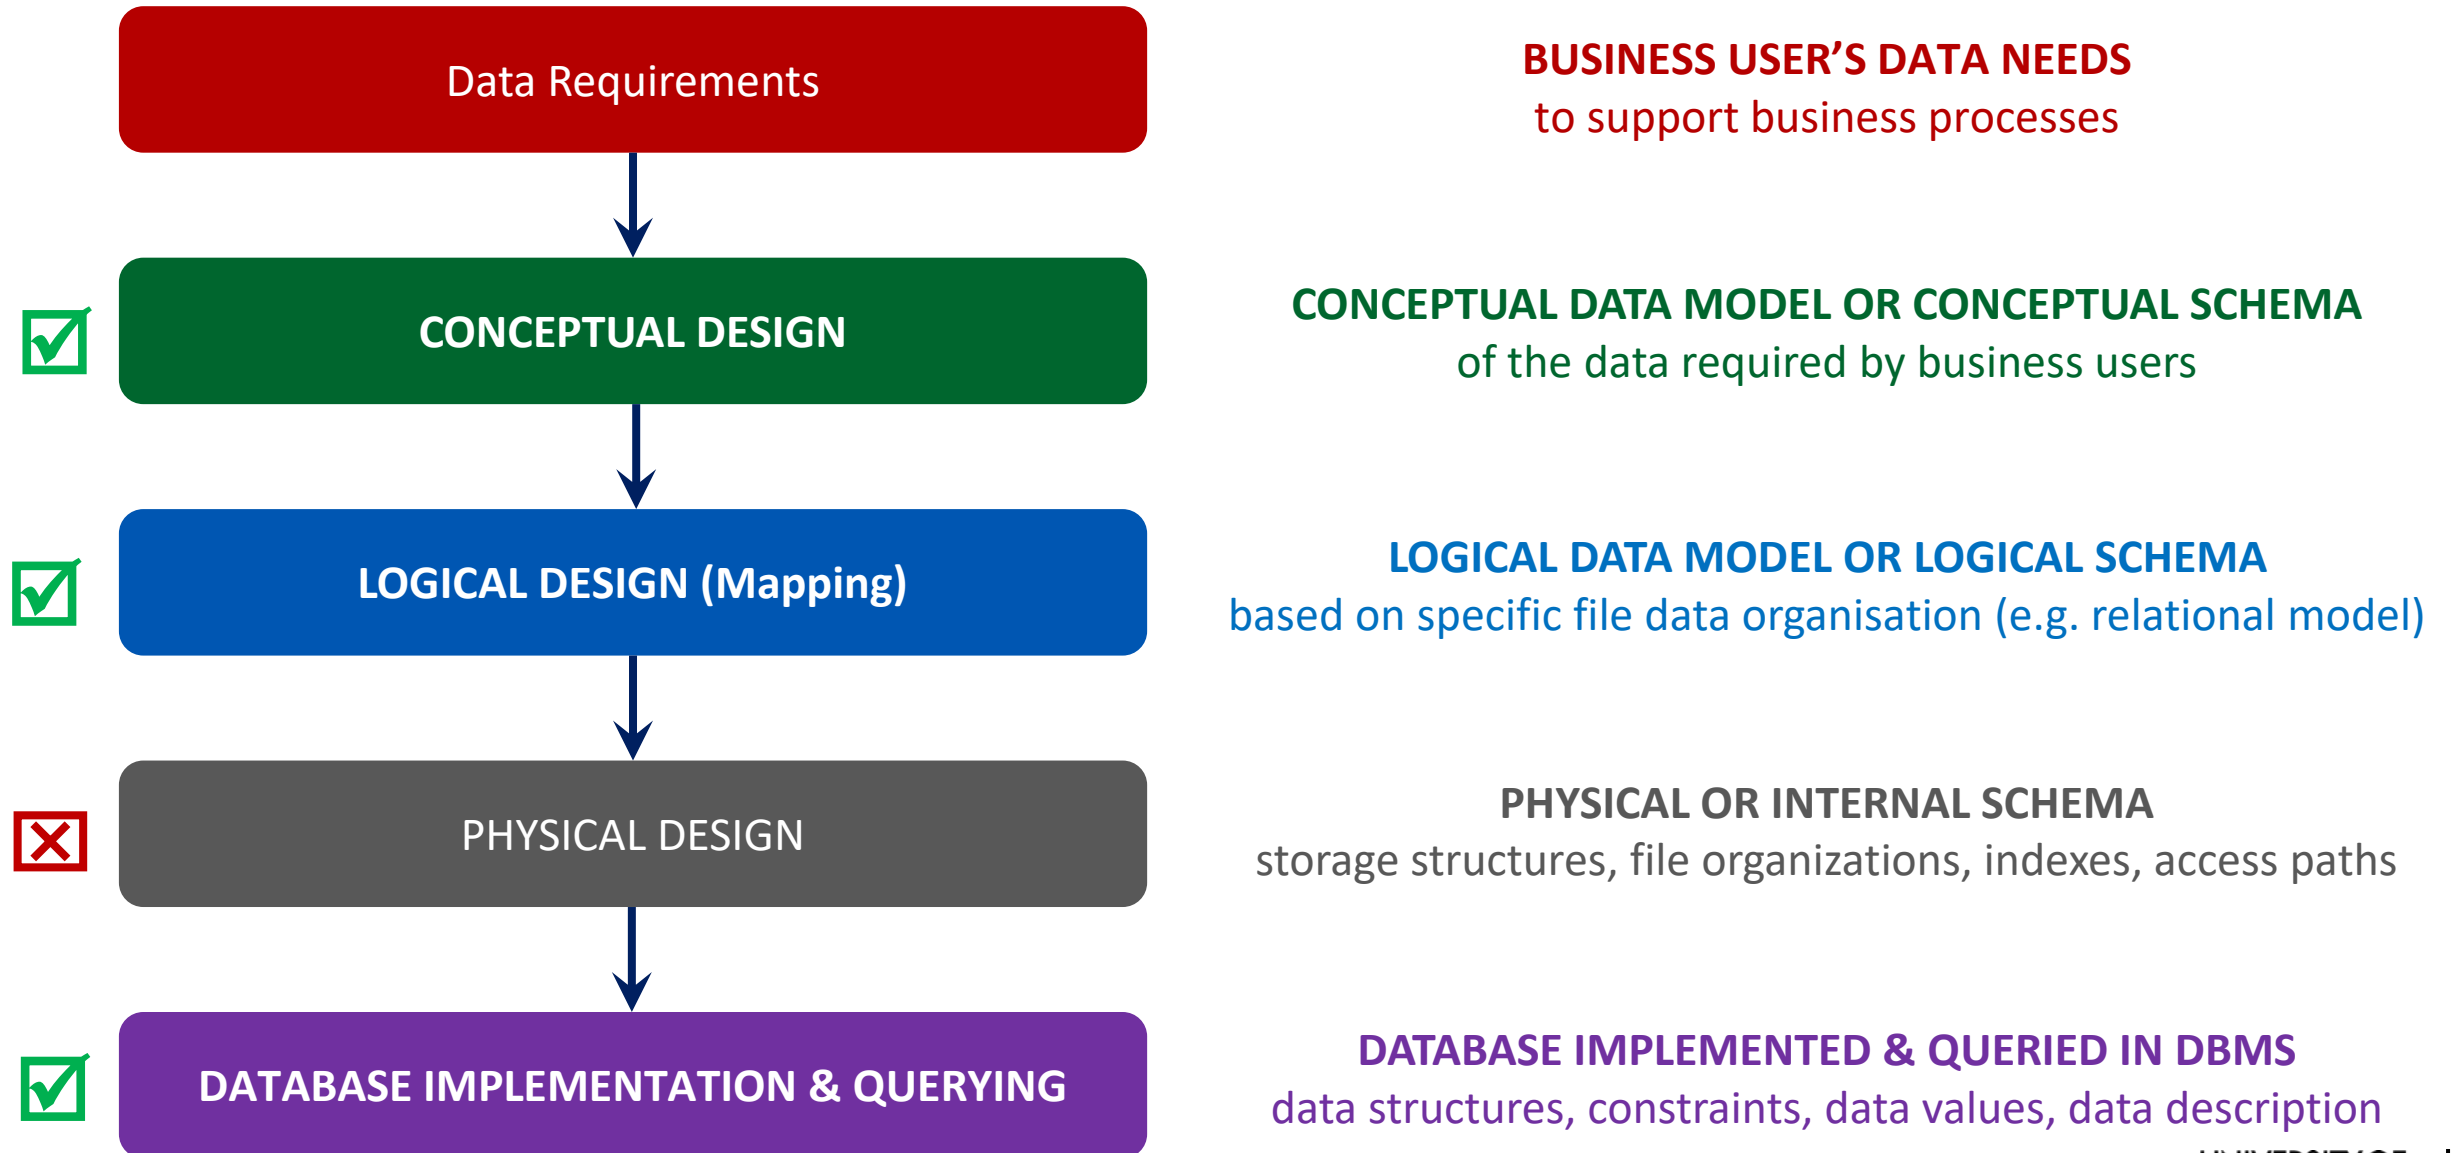 Data Requirements
BUSINESS USER’S DATA NEEDS
to support business processes
CONCEPTUAL DESIGN
CONCEPTUAL DATA MODEL OR CONCEPTUAL SCHEMA
of the data required by business users
LOGICAL DESIGN (Mapping)
LOGICAL DATA MODEL OR LOGICAL SCHEMA
based on specific file data organisation (e.g. relational model)
PHYSICAL DESIGN
PHYSICAL OR INTERNAL SCHEMA
storage structures, file organizations, indexes, access paths
DATABASE IMPLEMENTATION & QUERYING
DATABASE IMPLEMENTED & QUERIED IN DBMS
data structures, constraints, data values, data description